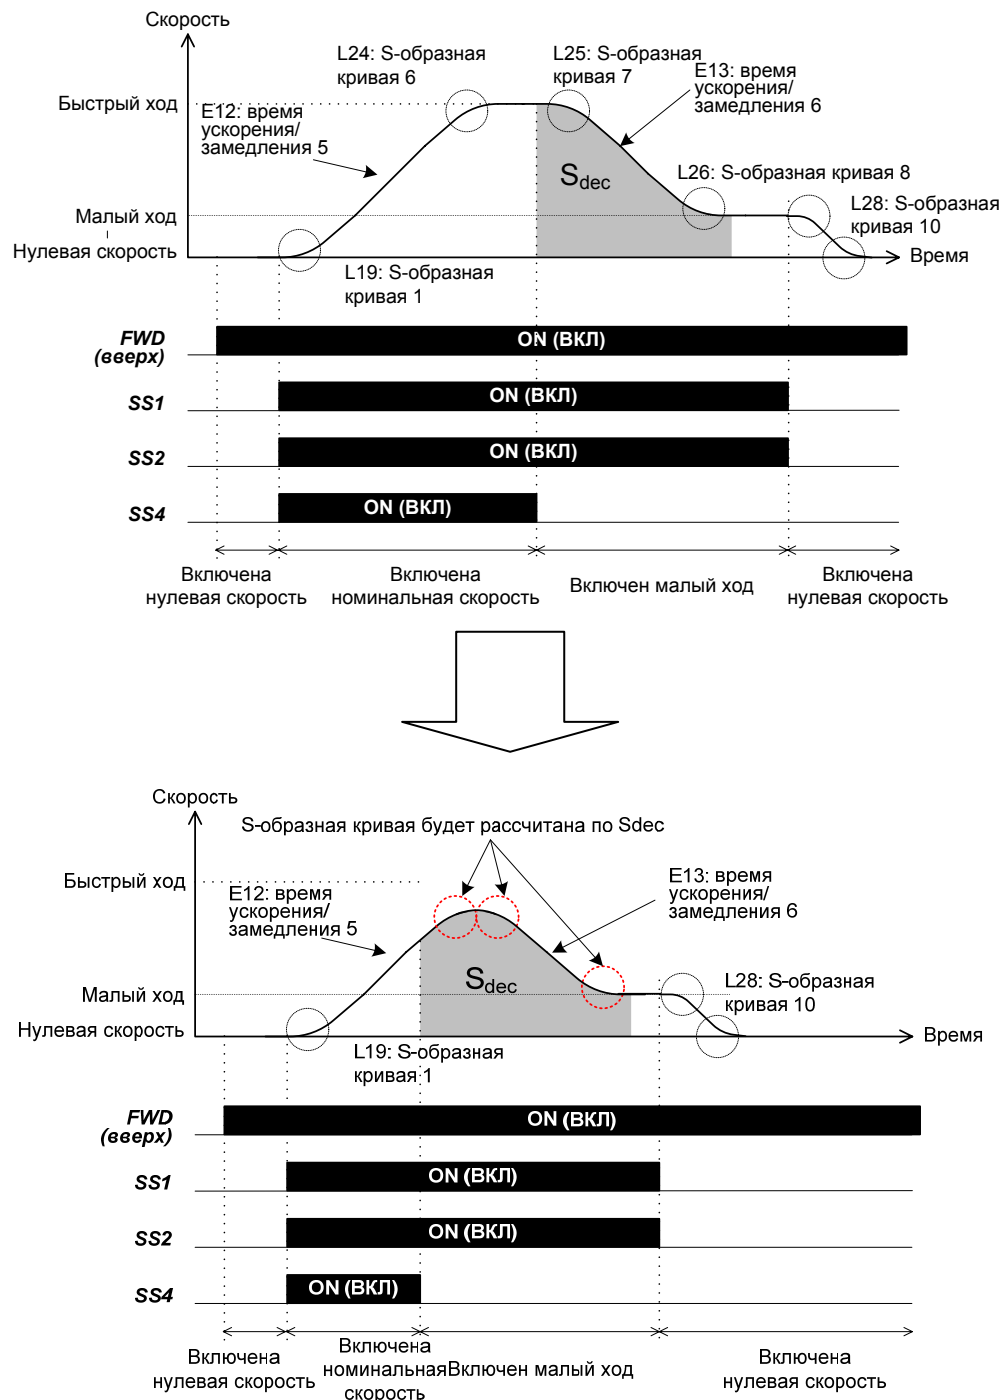 Скорость
L24: S-образная
кривая 6
L25: S-образная
кривая 7
E13: время
ускорения/
замедления 6
Быстрый ход
E12: время
ускорения/
замедления 5
Sdec
L26: S-образная кривая 8
Малый ход
L28: S-образная
кривая 10
Нулевая скорость
Время
L19: S-образная
кривая 1
FWD
(вверх)
ON (ВКЛ)
SS1
ON (ВКЛ)
SS2
ON (ВКЛ)
SS4
ON (ВКЛ)
Включена
нулевая скорость
Включена
номинальная скорость
Включен малый ход
Включена
нулевая скорость
Скорость
S-образная кривая будет рассчитана по Sdec
Быстрый ход
E12: время
ускорения/
замедления 5
E13: время
ускорения/
замедления 6
Sdec
Малый ход
L28: S-образная
кривая 10
Нулевая скорость
Время
L19: S-образная
кривая 1
FWD
(вверх)
ON (ВКЛ)
SS1
ON (ВКЛ)
SS2
ON (ВКЛ)
SS4
ON (ВКЛ)
Включена
нулевая скорость
Включена
номинальная
скорость
Включен малый ход
Включена
нулевая скорость